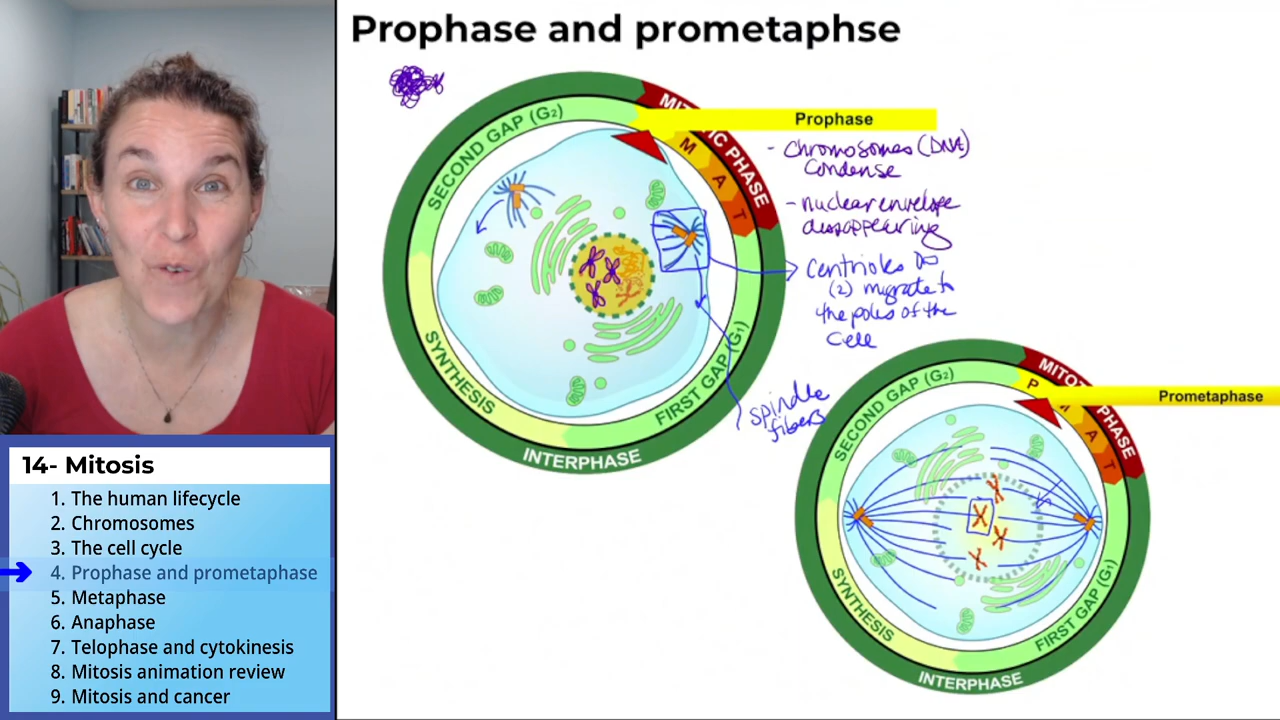 Prophase and prometaphse
SECOND GAP (G₂)
MITOTIC PHASE
M
A
T
Prophase
SYNTHESIS
FIRST GAP (G₁)
INTERPHASE
- Chromosomes (DNA)
Condense
- nuclear envelope
disappearing
Centrioles
(2) migrate to
the poles of the
Cell
spindle
fibers
SECOND GAP (G₂)
PHASE
P
A
T
Prometaphase
SYNTHESIS
FIRST GAP (G₁)
INTERPHASE
14- Mitosis
1. The human lifecycle
2. Chromosomes
3. The cell cycle
4. Prophase and prometaphase
5. Metaphase
6. Anaphase
7. Telophase and cytokinesis
8. Mitosis animation review
9. Mitosis and cancer